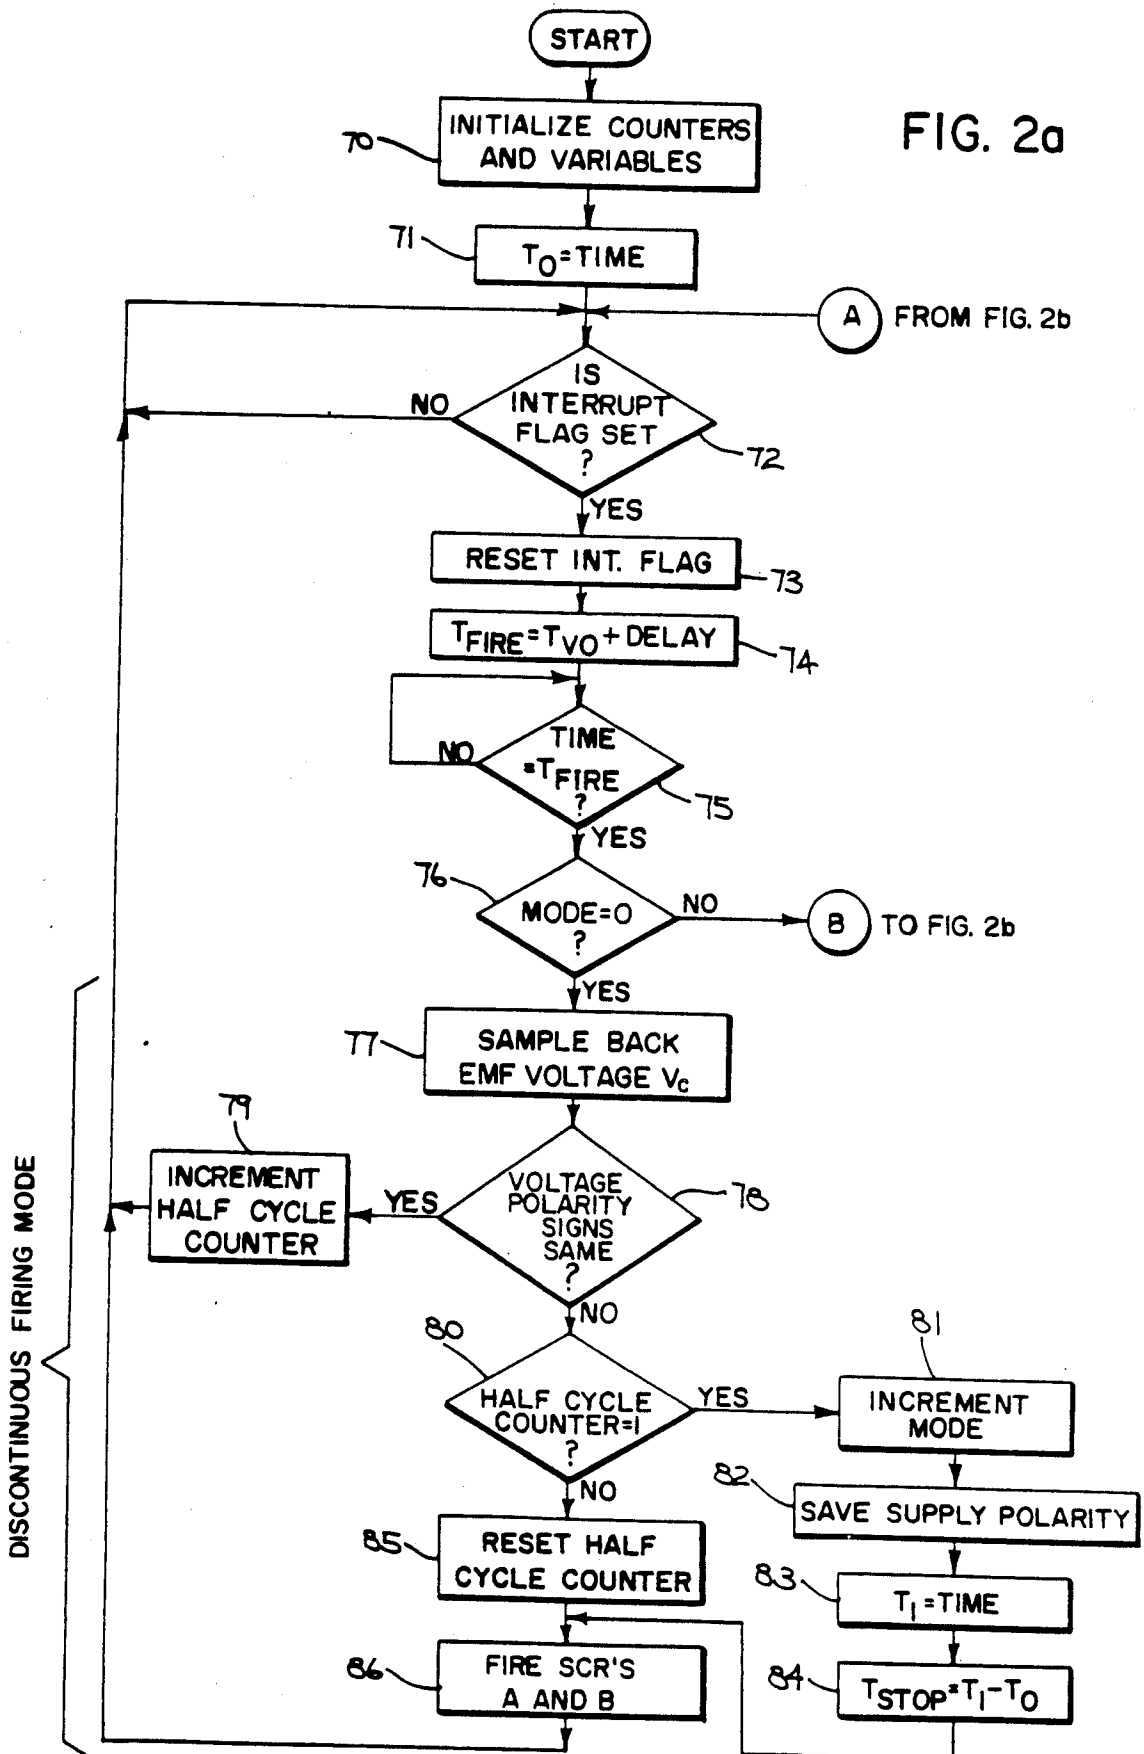 START
FIG. 2a
70
INITIALIZE COUNTERS
AND VARIABLES
71
T0=TIME
A FROM FIG. 2b
IS
INTERRUPT
FLAG SET
?
NO
72
YES
RESET INT. FLAG
73
TFIRE=TVO+DELAY
74
TIME
=TFIRE
?
NO
75
YES
76
MODE=0
?
NO
B TO FIG. 2b
YES
77
SAMPLE BACK
EMF VOLTAGE Vc
79
INCREMENT
HALF CYCLE
COUNTER
YES
VOLTAGE
POLARITY
SIGNS
SAME
?
78
NO
80
HALF CYCLE
COUNTER=1
?
YES
81
INCREMENT
MODE
82
SAVE SUPPLY POLARITY
NO
85
RESET HALF
CYCLE COUNTER
83
T1=TIME
86
FIRE SCR'S
A AND B
84
TSTOP=T1-T0
DISCONTINUOUS FIRING MODE